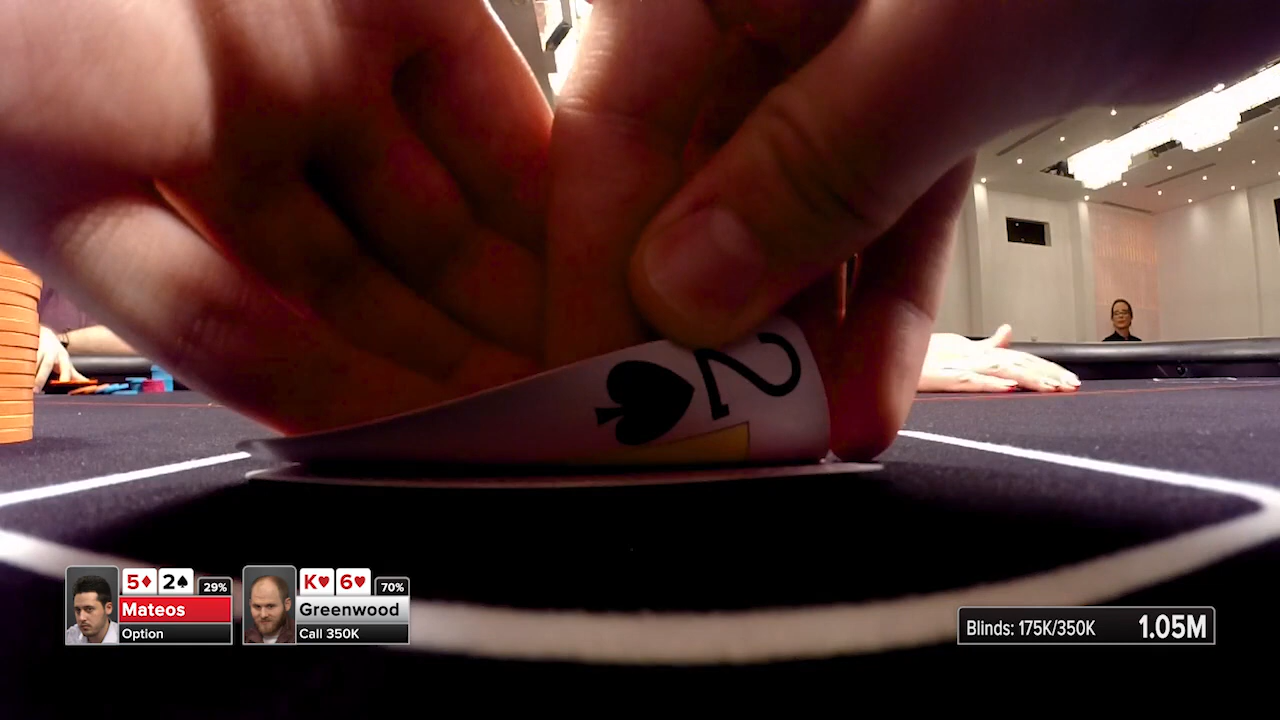 2♠
5♦ 2♠ 29%
Mateos
Option
K♥ 6♥ 70%
Greenwood
Call 350K
Blinds: 175K/350K 1.05M